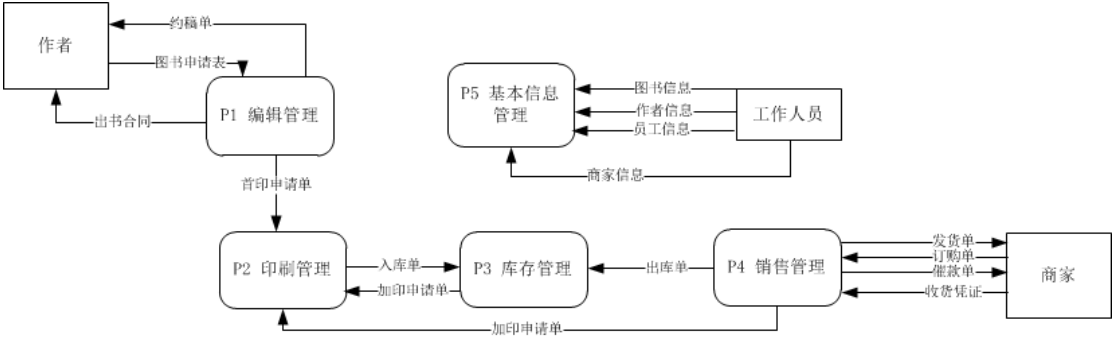 约稿单
作者
图书申请表
P1 编辑管理
出书合同
首印申请单
P5 基本信息
管理
图书信息
作者信息
员工信息
工作人员
商家信息
P2 印刷管理
入库单
加印申请单
P3 库存管理
出库单
P4 销售管理
发货单
订购单
催款单
收货凭证
商家
加印申请单